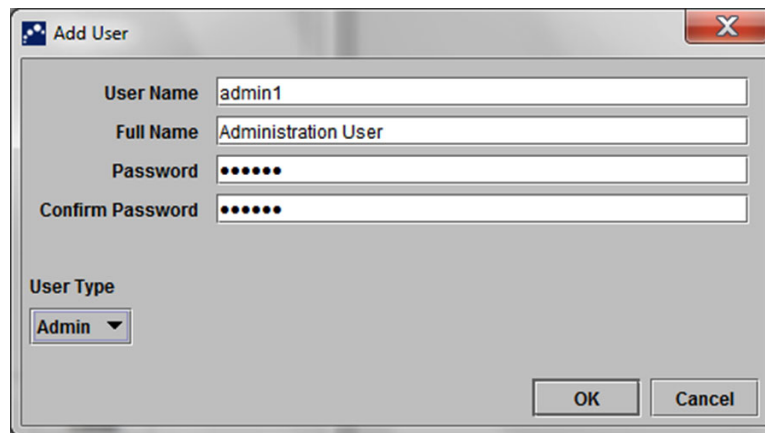 Add User
User Name admin1
Full Name Administration User
Password ••••••
Confirm Password ••••••
User Type
Admin
OK Cancel